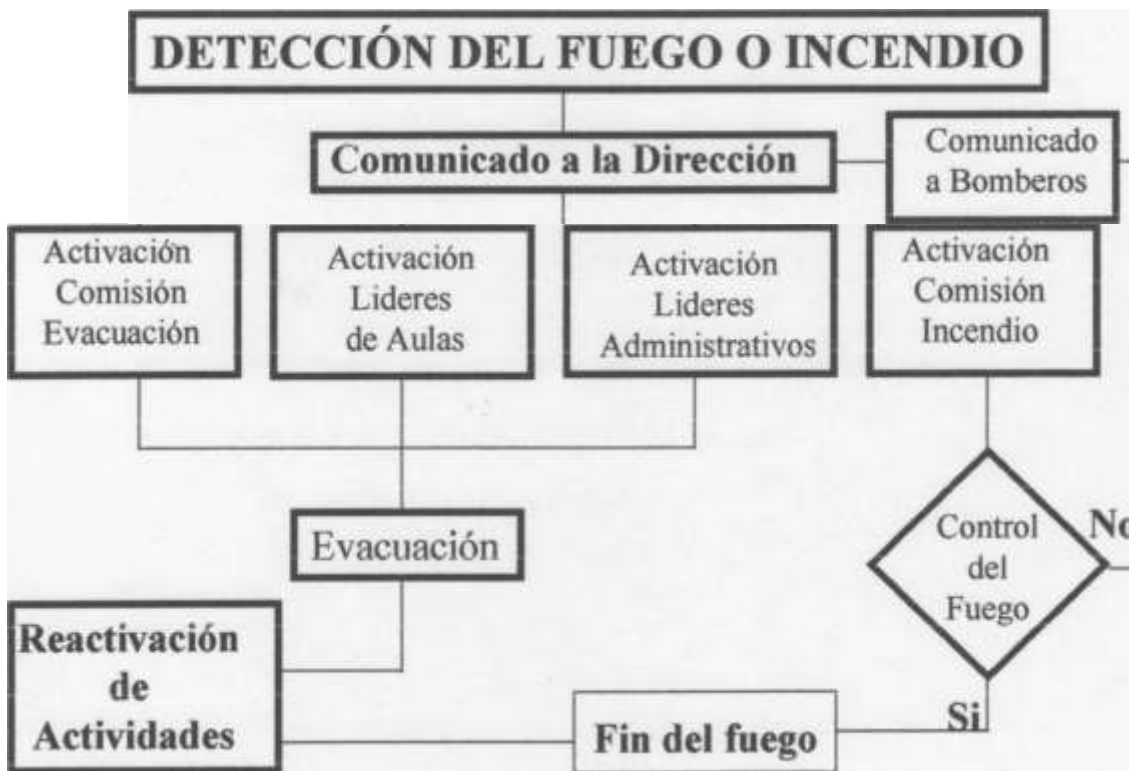 DETECCIÓN DEL FUEGO O INCENDIO
Comunicado a la Dirección
Comunicado
a Bomberos
Activación
Comisión
Evacuación
Activación
Lideres
de Aulas
Activación
Lideres
Administrativos
Activación
Comisión
Incendio
Evacuación
Control
del
Fuego
No
Reactivación
de
Actividades
Fin del fuego
Si